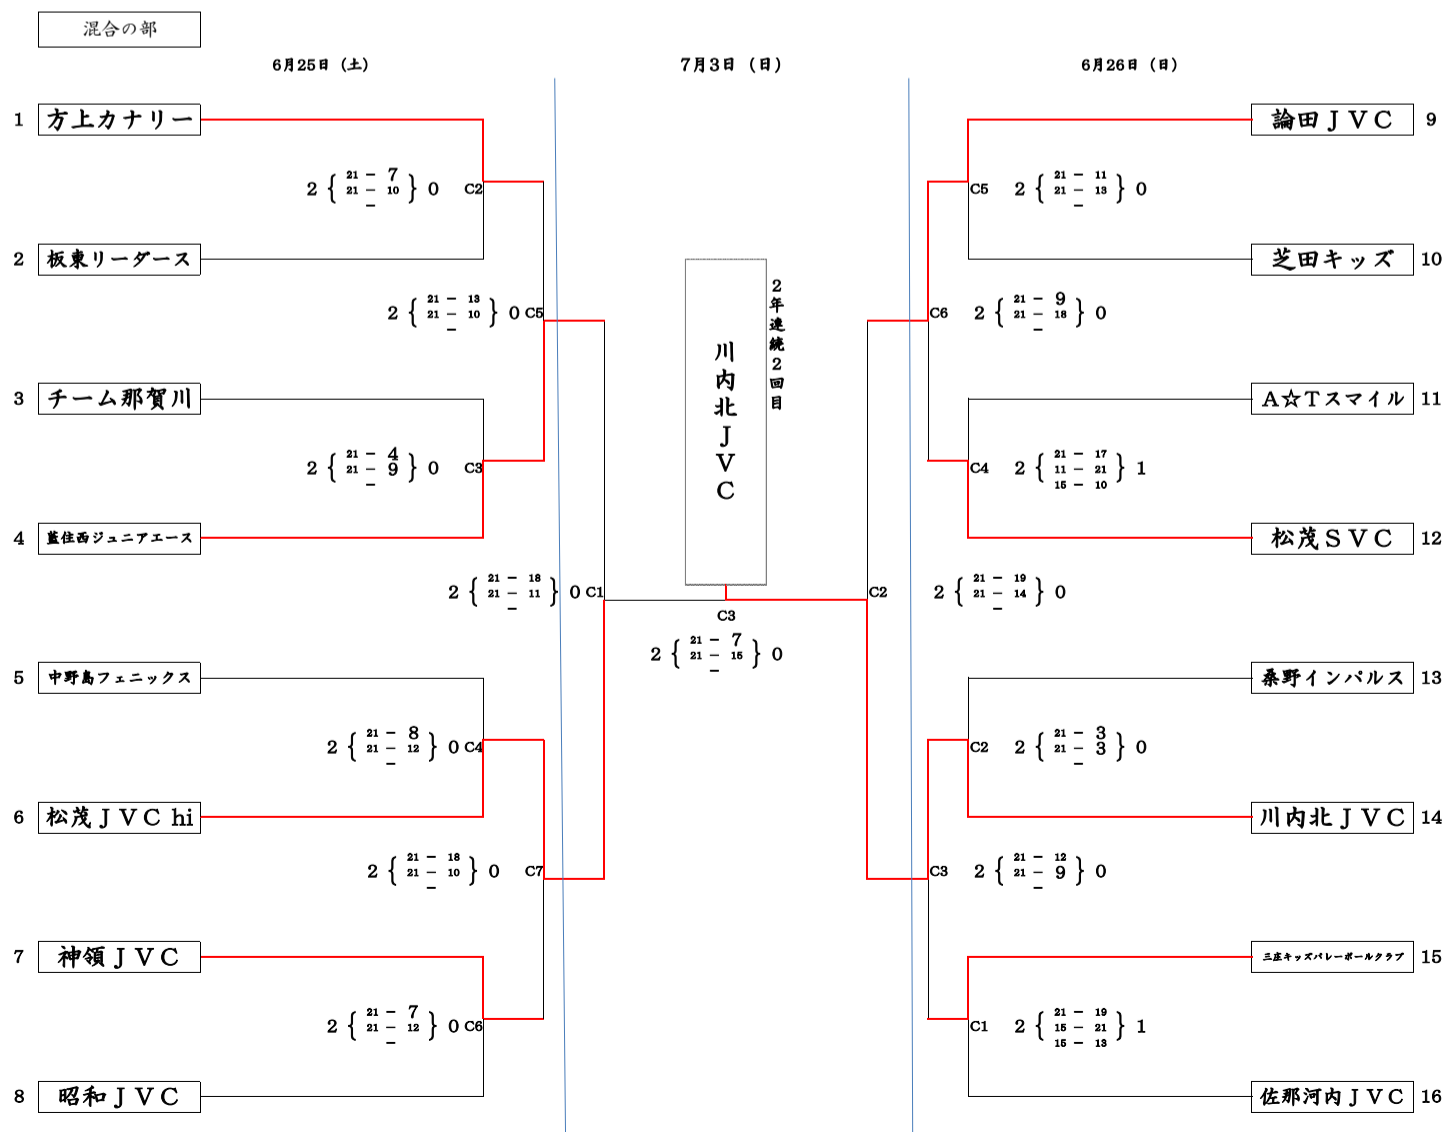 混合の部
6月25日（土）
7月3日（日）
6月26日（日）
1 方上カナリー
論田ＪＶＣ 9
2 { 21 － 7 } 0 C2
21 － 10
－
C5 2 { 21 － 11 } 0
21 － 13
－
2 板東リーダース
芝田キッズ 10
2 { 21 － 13 } 0 C5
21 － 10
－
C6 2 { 21 － 9 } 0
21 － 18
－
2年連続2回目
川内北ＪＶＣ
3 チーム那賀川
Ａ☆Ｔスマイル 11
2 { 21 － 4 } 0 C3
21 － 9
－
C4 2 { 21 － 17 } 1
11 － 21
15 － 10
4 藍住西ジュニアエース
松茂ＳＶＣ 12
2 { 21 － 18 } 0 C1
21 － 11
－
C2 2 { 21 － 19 } 0
21 － 14
－
C3
2 { 21 － 7 } 0
21 － 15
－
5 中野島フェニックス
桑野インパルス 13
2 { 21 － 8 } 0 C4
21 － 12
－
C2 2 { 21 － 3 } 0
21 － 3
－
6 松茂ＪＶＣ hi
川内北ＪＶＣ 14
2 { 21 － 18 } 0 C7
21 － 10
－
C3 2 { 21 － 12 } 0
21 － 9
－
7 神領ＪＶＣ
三庄キッズバレーボールクラブ 15
2 { 21 － 7 } 0 C6
21 － 12
－
C1 2 { 21 － 19 } 1
15 － 21
15 － 13
8 昭和ＪＶＣ
佐那河内ＪＶＣ 16